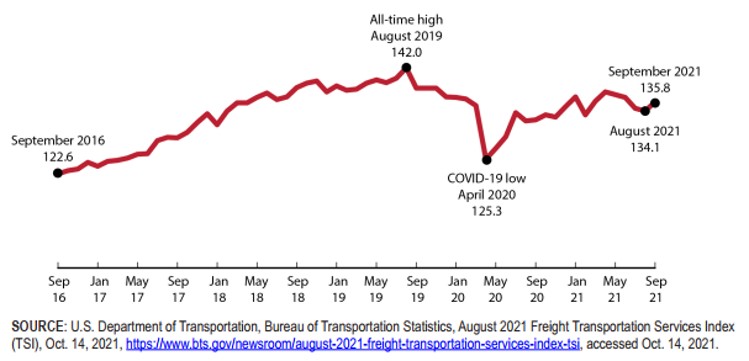 All-time high
August 2019
142.0
September 2021
135.8
September 2016
122.6
August 2021
134.1
COVID-19 low
April 2020
125.3
Sep Jan May Sep Jan May Sep Jan May Sep Jan May Sep Jan May Sep
16 17 17 17 18 18 18 19 19 19 20 20 20 21 21 21
SOURCE: U.S. Department of Transportation, Bureau of Transportation Statistics, August 2021 Freight Transportation Services Index
(TSI), Oct. 14, 2021, https://www.bts.gov/newsroom/august-2021-freight-transportation-services-index-tsi, accessed Oct. 14, 2021.